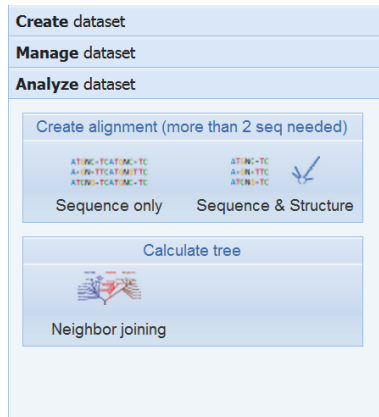 Create dataset
Manage dataset
Analyze dataset
Create alignment (more than 2 seq needed)
Sequence only
Sequence & Structure
Calculate tree
Neighbor joining